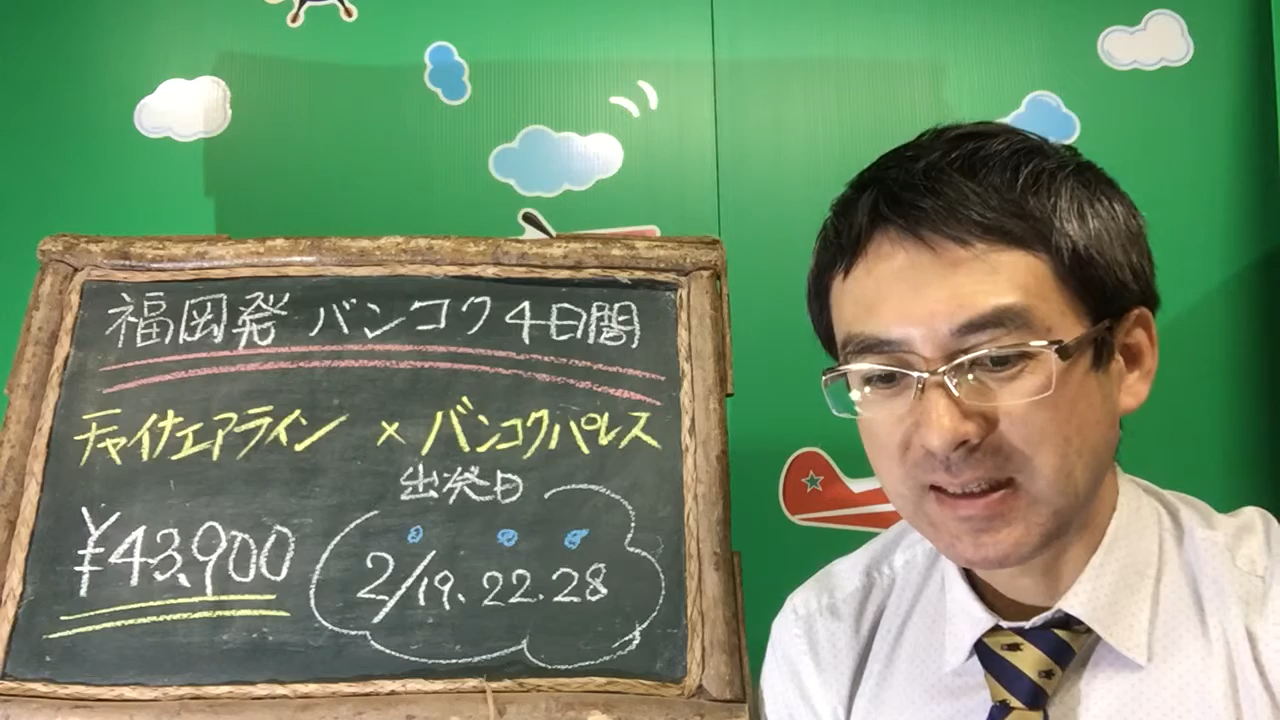 福岡発 バンコク4日間
チャイナエアライン × バンコクパレス
出発日
¥43,900
2/19.22.28